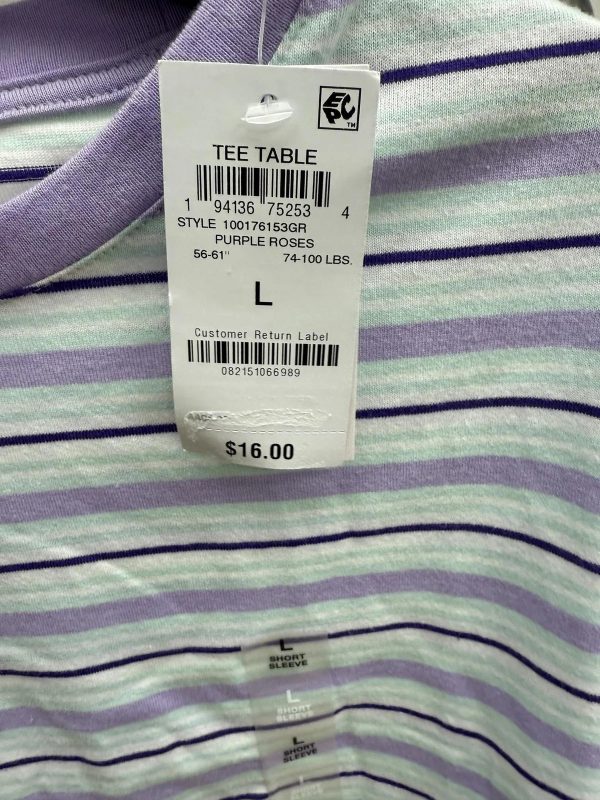 EPC
TM
TEE TABLE
1 94136 75253 4
STYLE 100176153GR
PURPLE ROSES
56-61" 74-100 LBS.
L
Customer Return Label
082151066989
$16.00
L
SHORT
SLEEVE
L
SHORT
SLEEVE
L
SHORT
SLEEVE
L